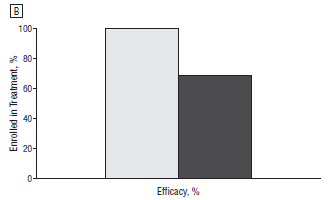 B
100
80
60
40
20
0
Enrolled in Treatment, %
Efficacy, %